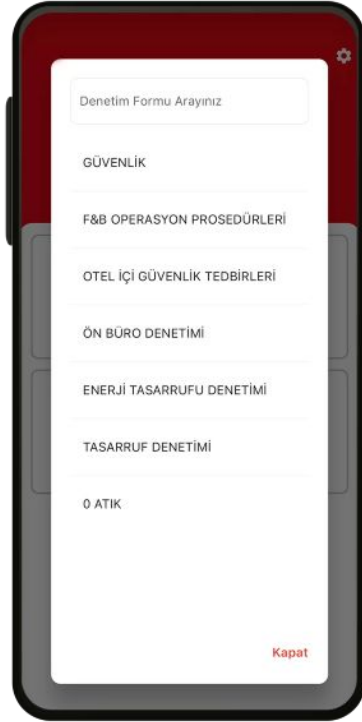 Denetim Formu Arayınız
GÜVENLİK
F&B OPERASYON PROSEDÜRLERİ
OTEL İÇİ GÜVENLİK TEDBİRLERİ
ÖN BÜRO DENETİMİ
ENERJİ TASARRUFU DENETİMİ
TASARRUF DENETİMİ
0 ATIK
Kapat